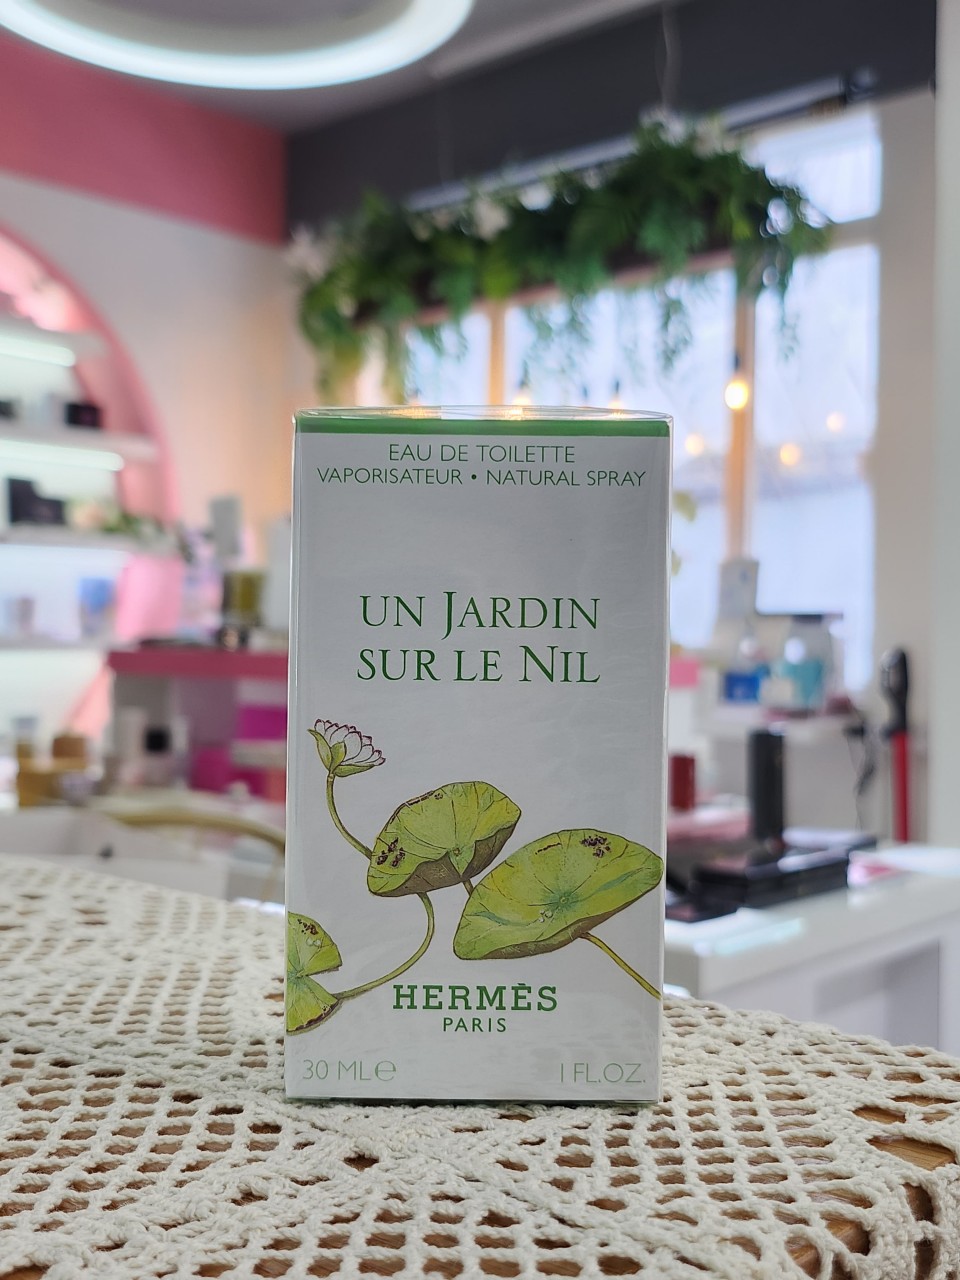 EAU DE TOILETTE
VAPORISATEUR • NATURAL SPRAY
UN JARDIN
SUR LE NIL
HERMÈS
PARIS
30 ML℮ 1 FL.OZ.